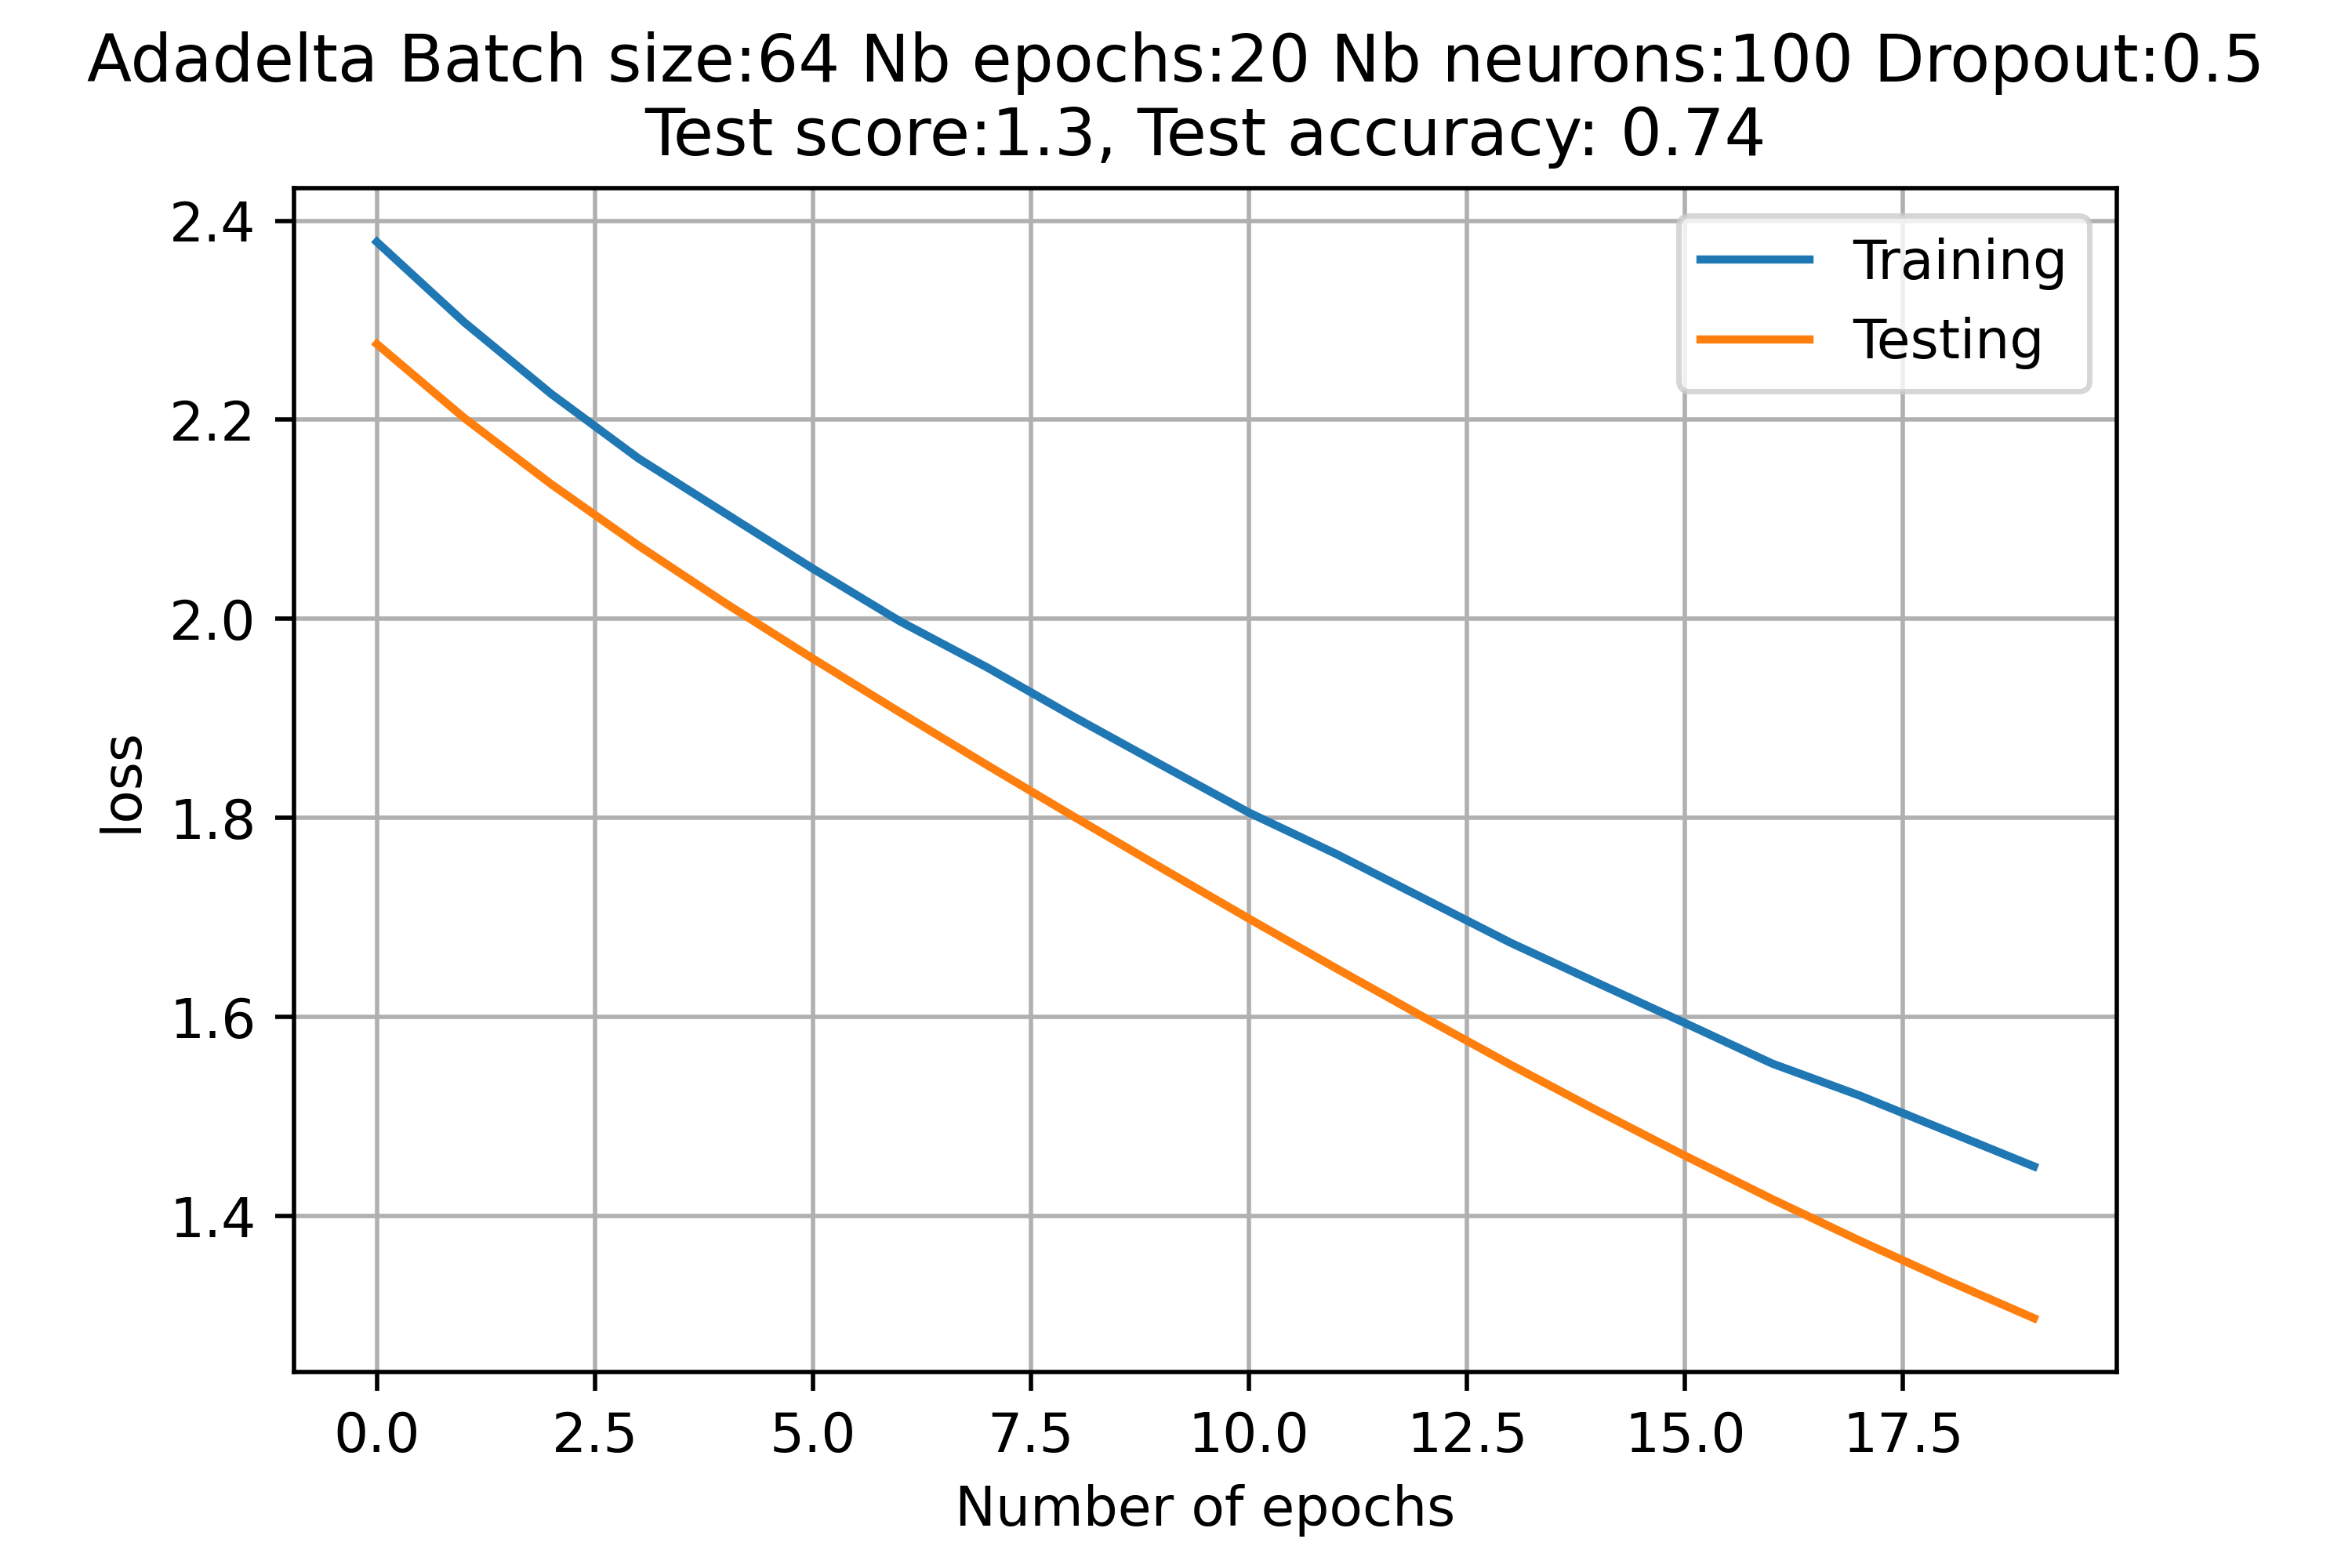 Adadelta Batch size:64 Nb epochs:20 Nb neurons:100 Dropout:0.5
Test score:1.3, Test accuracy: 0.74
Training
Testing
2.4
2.2
2.0
1.8
1.6
1.4
loss
0.0 2.5 5.0 7.5 10.0 12.5 15.0 17.5
Number of epochs